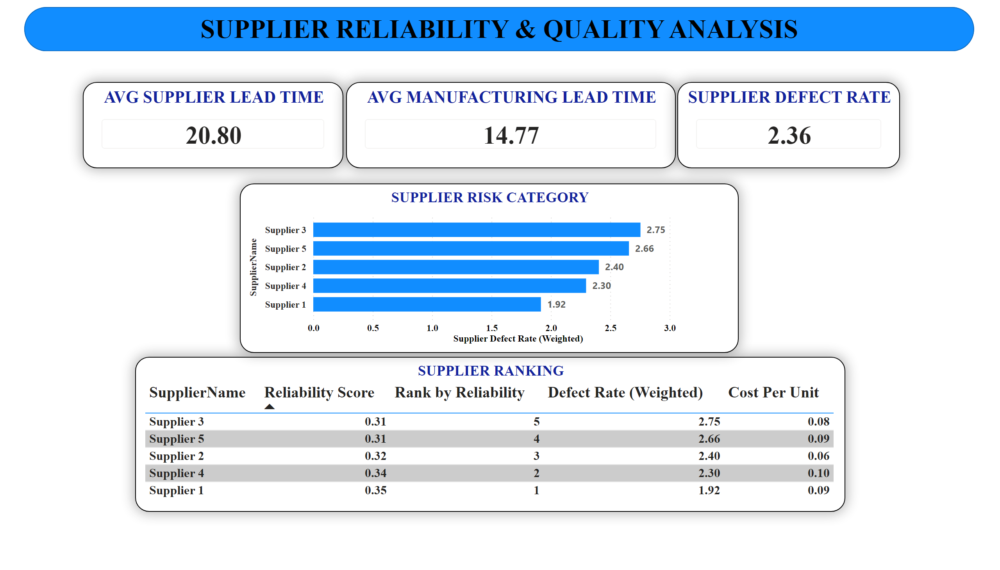 SUPPLIER RELIABILITY & QUALITY ANALYSIS
AVG SUPPLIER LEAD TIME
20.80
AVG MANUFACTURING LEAD TIME
14.77
SUPPLIER DEFECT RATE
2.36
SUPPLIER RISK CATEGORY
SupplierName
Supplier 3 2.75
Supplier 5 2.66
Supplier 2 2.40
Supplier 4 2.30
Supplier 1 1.92
0.0 0.5 1.0 1.5 2.0 2.5 3.0
Supplier Defect Rate (Weighted)
SUPPLIER RANKING
SupplierName Reliability Score Rank by Reliability Defect Rate (Weighted) Cost Per Unit
Supplier 3 0.31 5 2.75 0.08
Supplier 5 0.31 4 2.66 0.09
Supplier 2 0.32 3 2.40 0.06
Supplier 4 0.34 2 2.30 0.10
Supplier 1 0.35 1 1.92 0.09